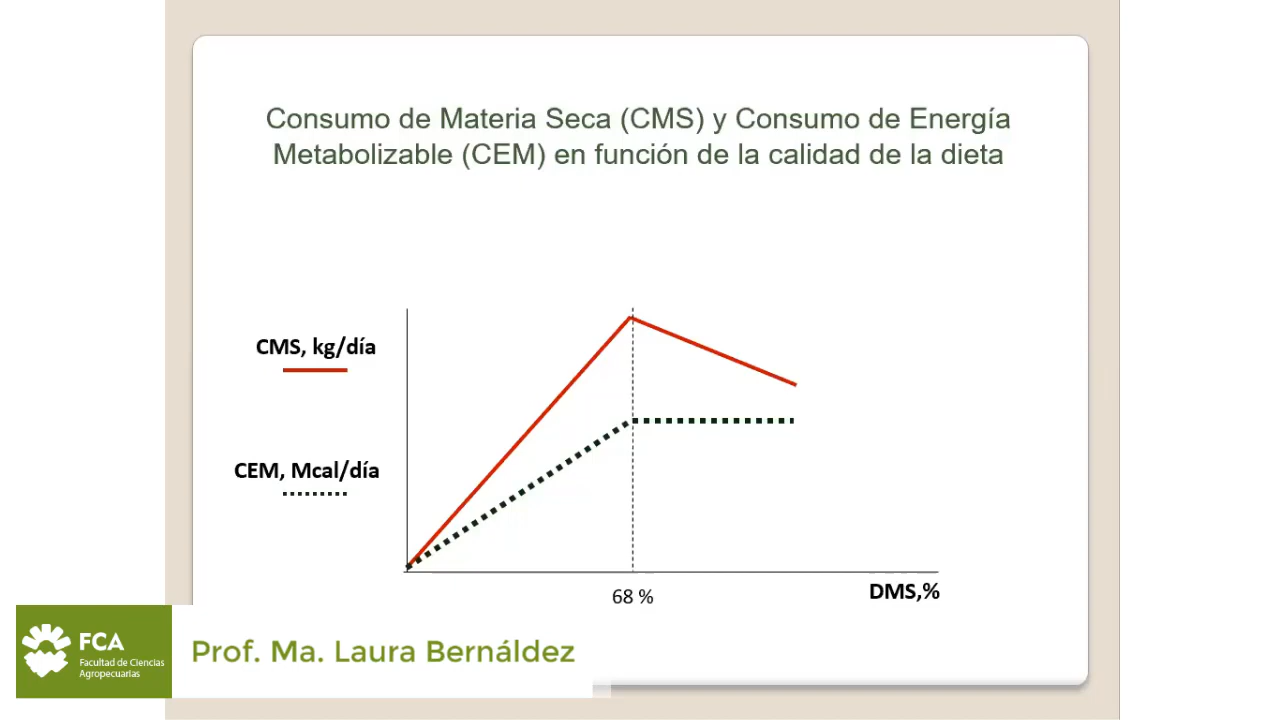 Consumo de Materia Seca (CMS) y Consumo de Energía
Metabolizable (CEM) en función de la calidad de la dieta
CMS, kg/día
CEM, Mcal/día
68 %
DMS,%
FCA
Facultad de Ciencias
Agropecuarias
Prof. Ma. Laura Bernáldez